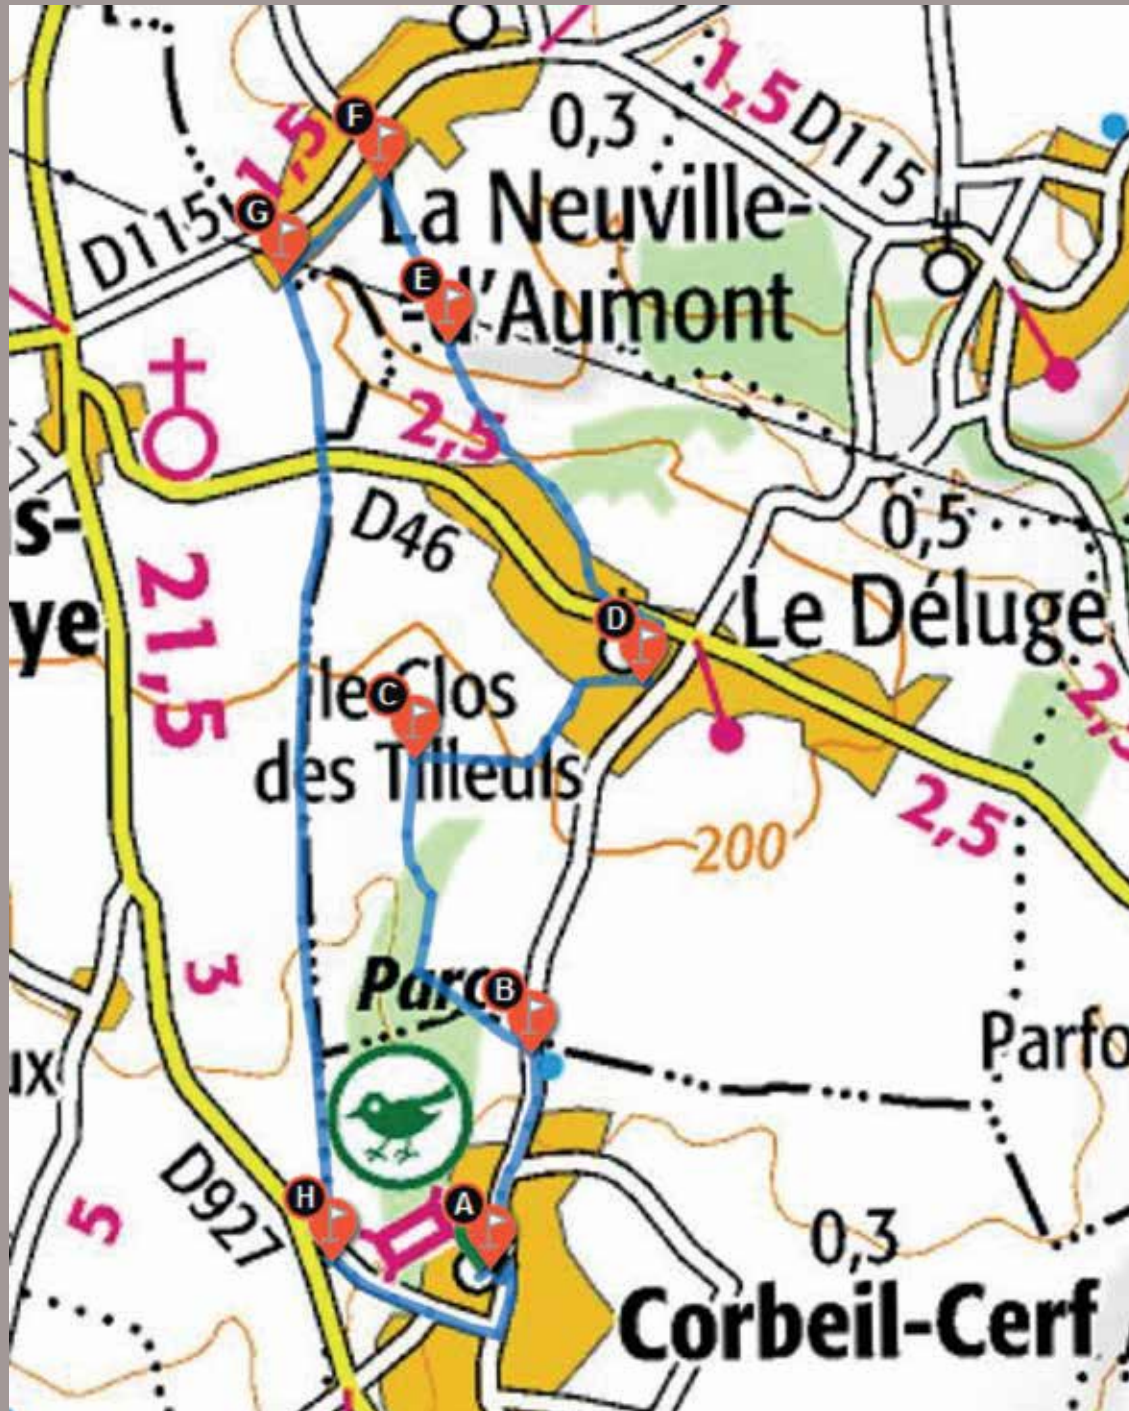 F
1,5
0,3
1,5
D115
G
D115
La Neuville-
-d'Aumont
E
2,5
D46
0,5
s-
ye
21,5
D
Le Déluge
le Clos
des Tilleuls
C
2,5
2,5
200
3
Parc
B
Parfo
ux
5
D927
H
A
0,3
Corbeil-Cerf